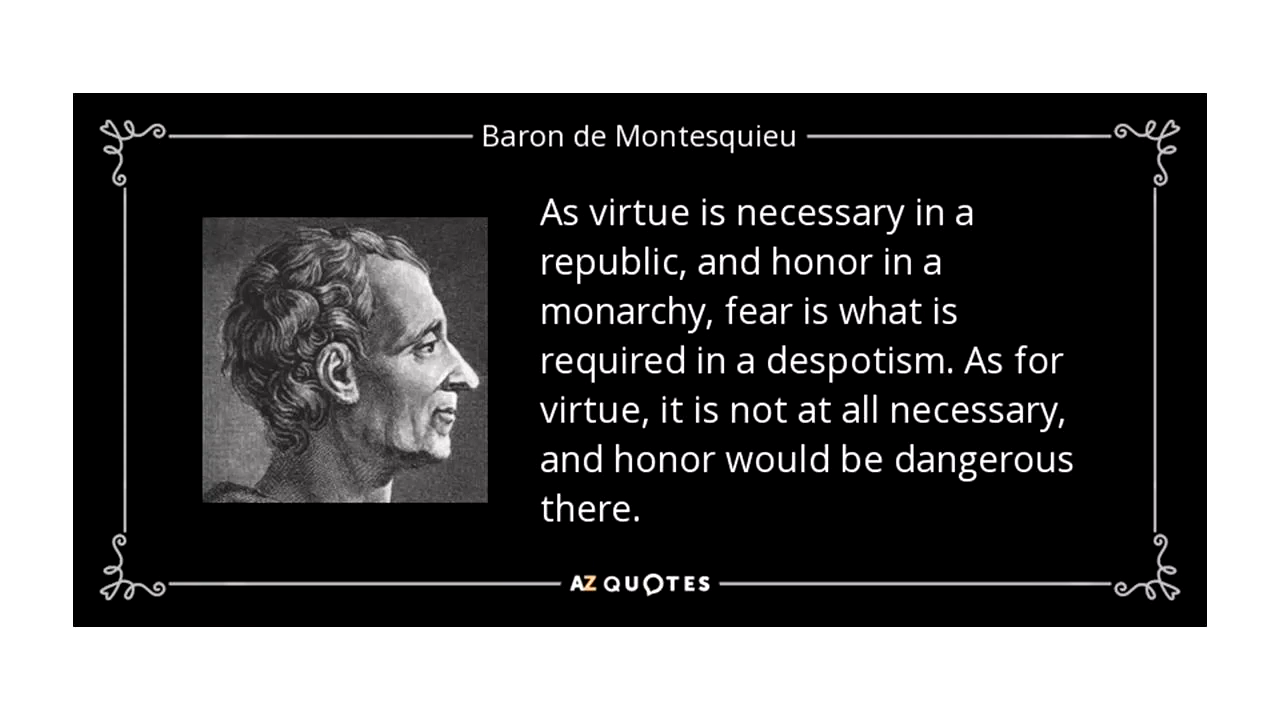 Baron de Montesquieu
As virtue is necessary in a
republic, and honor in a
monarchy, fear is what is
required in a despotism. As for
virtue, it is not at all necessary,
and honor would be dangerous
there.
AZ QUOTES